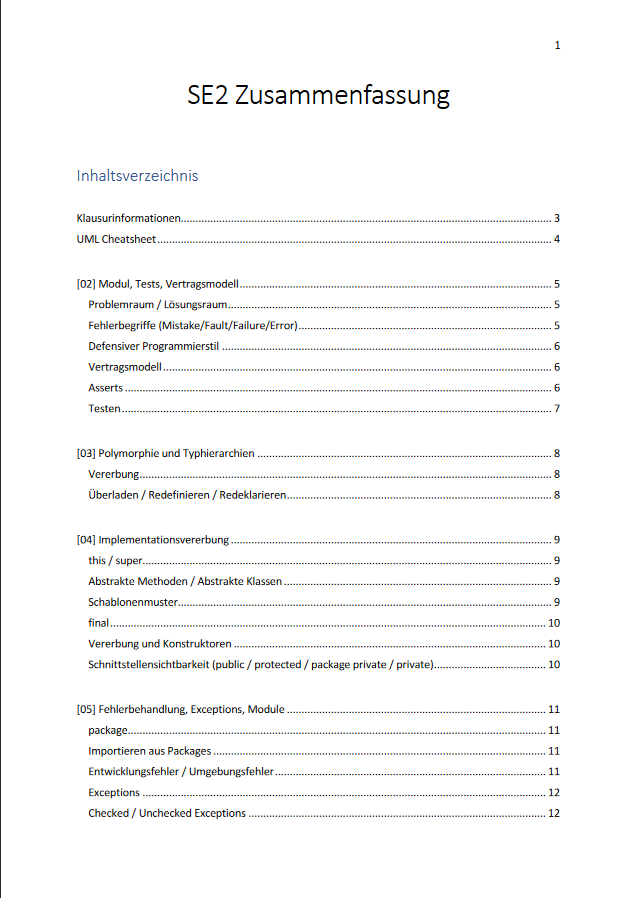 1
SE2 Zusammenfassung
Inhaltsverzeichnis
Klausurinformationen 3
UML Cheatsheet 4
[02] Modul, Tests, Vertragsmodell 5
Problemraum / Lösungsraum 5
Fehlerbegriffe (Mistake/Fault/Failure/Error) 5
Defensiver Programmierstil 6
Vertragsmodell 6
Asserts 6
Testen 7
[03] Polymorphie und Typhierarchien 8
Vererbung 8
Überladen / Redefinieren / Redeklarieren 8
[04] Implementationsvererbung 9
this / super 9
Abstrakte Methoden / Abstrakte Klassen 9
Schablonenmuster 9
final 10
Vererbung und Konstruktoren 10
Schnittstellensichtbarkeit (public / protected / package private / private) 10
[05] Fehlerbehandlung, Exceptions, Module 11
package 11
Importieren aus Packages 11
Entwicklungsfehler / Umgebungsfehler 11
Exceptions 12
Checked / Unchecked Exceptions 12